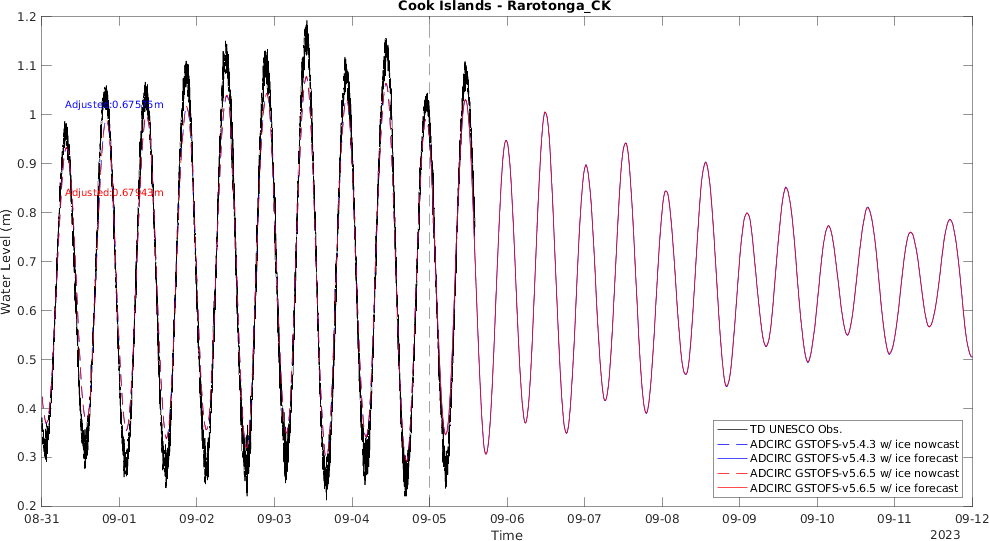 Cook Islands - Rarotonga_CK
1.2
1.1
1
0.9
0.8
0.7
0.6
0.5
0.4
0.3
0.2
Water Level (m)
Adjusted:0.67943m
08-31
09-01
09-02
09-03
09-04
09-05
09-06
09-07
09-08
09-09
09-10
09-11
09-12
Time
2023
TD UNESCO Obs.
ADCIRC GSTOFS-v5.4.3 w/ ice nowcast
ADCIRC GSTOFS-v5.4.3 w/ ice forecast
ADCIRC GSTOFS-v5.6.5 w/ ice nowcast
ADCIRC GSTOFS-v5.6.5 w/ ice forecast